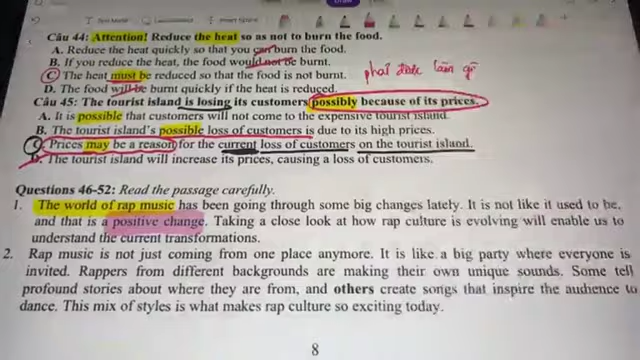 Câu 44: Attention! Reduce the heat so as not to burn the food.
A. Reduce the heat quickly so that you can burn the food.
B. If you reduce the heat, the food would not be burnt.
C. The heat must be reduced so that the food is not burnt.
phải được làm gì
D. The food will be burnt quickly if the heat is reduced.
Câu 45: The tourist island is losing its customers possibly because of its prices.
A. It is possible that customers will not come to the expensive tourist island.
B. The tourist island's possible loss of customers is due to its high prices.
C. Prices may be a reason for the current loss of customers on the tourist island.
D. The tourist island will increase its prices, causing a loss of customers.
Questions 46-52: Read the passage carefully.
1. The world of rap music has been going through some big changes lately. It is not like it used to be,
and that is a positive change. Taking a close look at how rap culture is evolving will enable us to
understand the current transformations.
2. Rap music is not just coming from one place anymore. It is like a big party where everyone is
invited. Rappers from different backgrounds are making their own unique sounds. Some tell
profound stories about where they are from, and others create songs that inspire the audience to
dance. This mix of styles is what makes rap culture so exciting today.
8